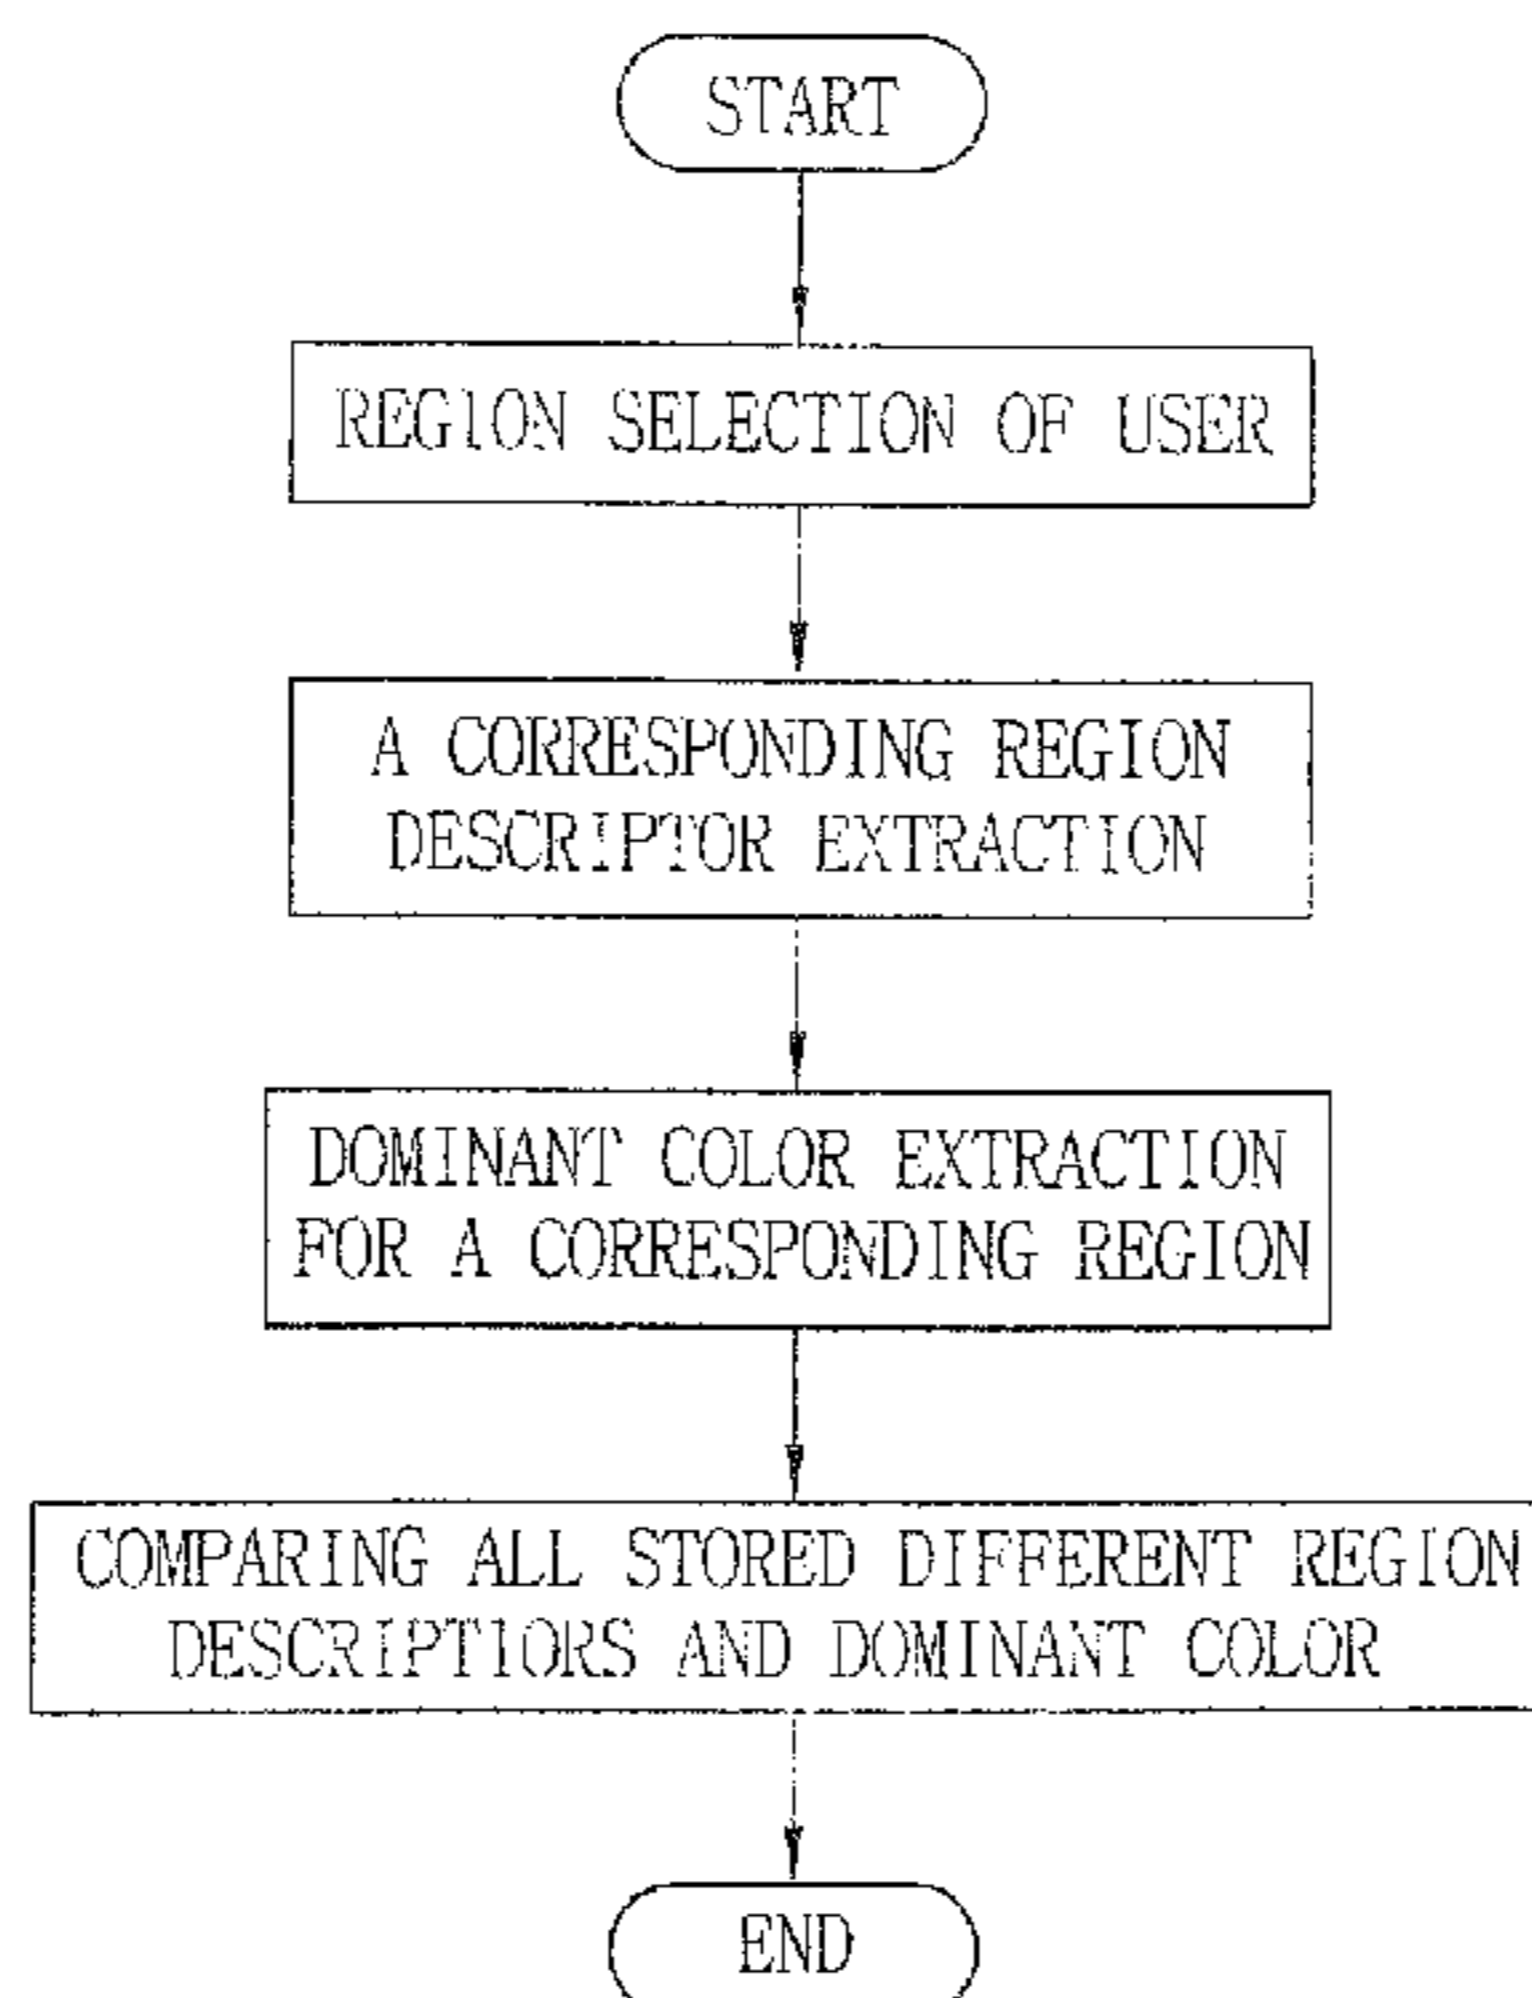 START
REGION SELECTION OF USER
A CORRESPONDING REGION
DESCRIPTOR EXTRACTION
DOMINANT COLOR EXTRACTION
FOR A CORRESPONDING REGION
COMPARING ALL STORED DIFFERENT REGION
DESCRIPTIORS AND DOMINANT COLOR
END